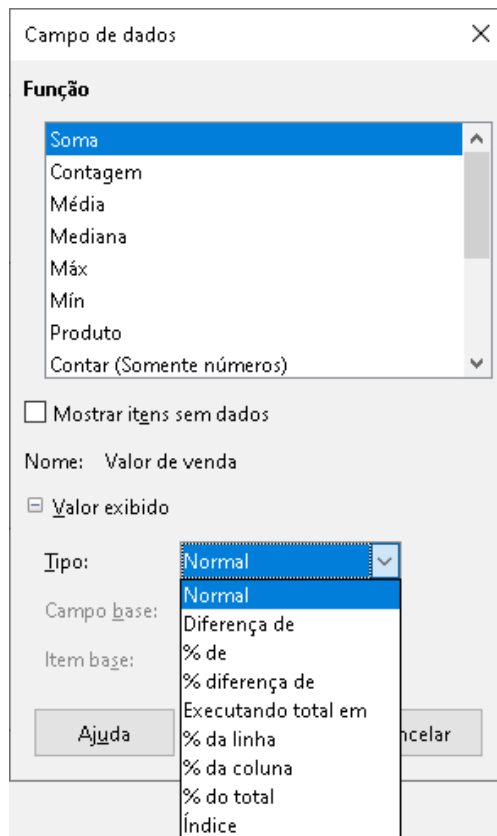 Campo de dados
Função
Soma
Contagem
Média
Mediana
Máx
Mín
Produto
Contar (Somente números)
Mostrar itens sem dados
Nome: Valor de venda
Valor exibido
Tipo: Normal
Normal
Campo base:
Diferença de
% de
Item base:
% diferença de
Executando total em
Ajuda
ncelar
% da linha
% da coluna
% do total
Índice